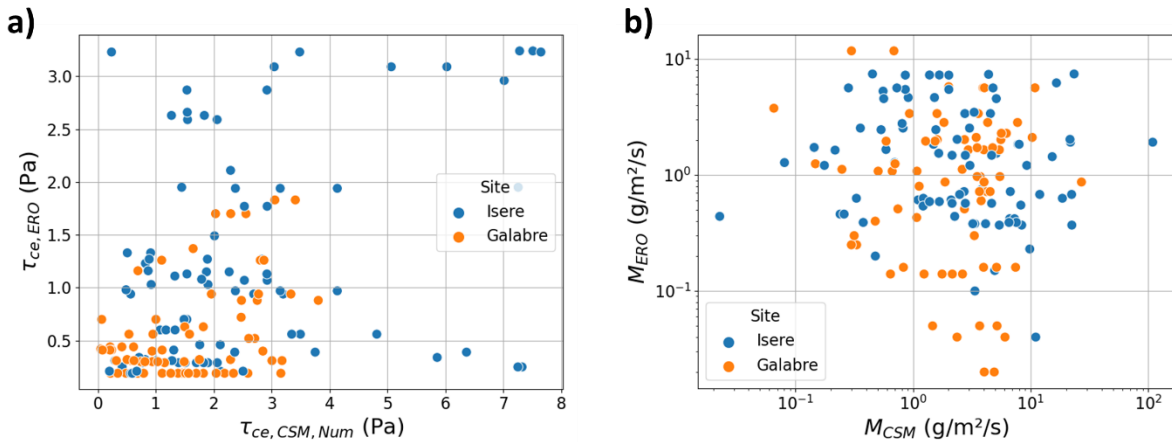 a)
τce,ERO (Pa)
3.0
2.5
2.0
1.5
1.0
0.5
0 1 2 3 4 5 6 7 8
τce,CSM,Num (Pa)
Site
Isere
Galabre
b)
MERO (g/m²/s)
10¹
10⁰
10⁻¹
10⁻¹ 10⁰ 10¹ 10²
MCSM (g/m²/s)
Site
Isere
Galabre